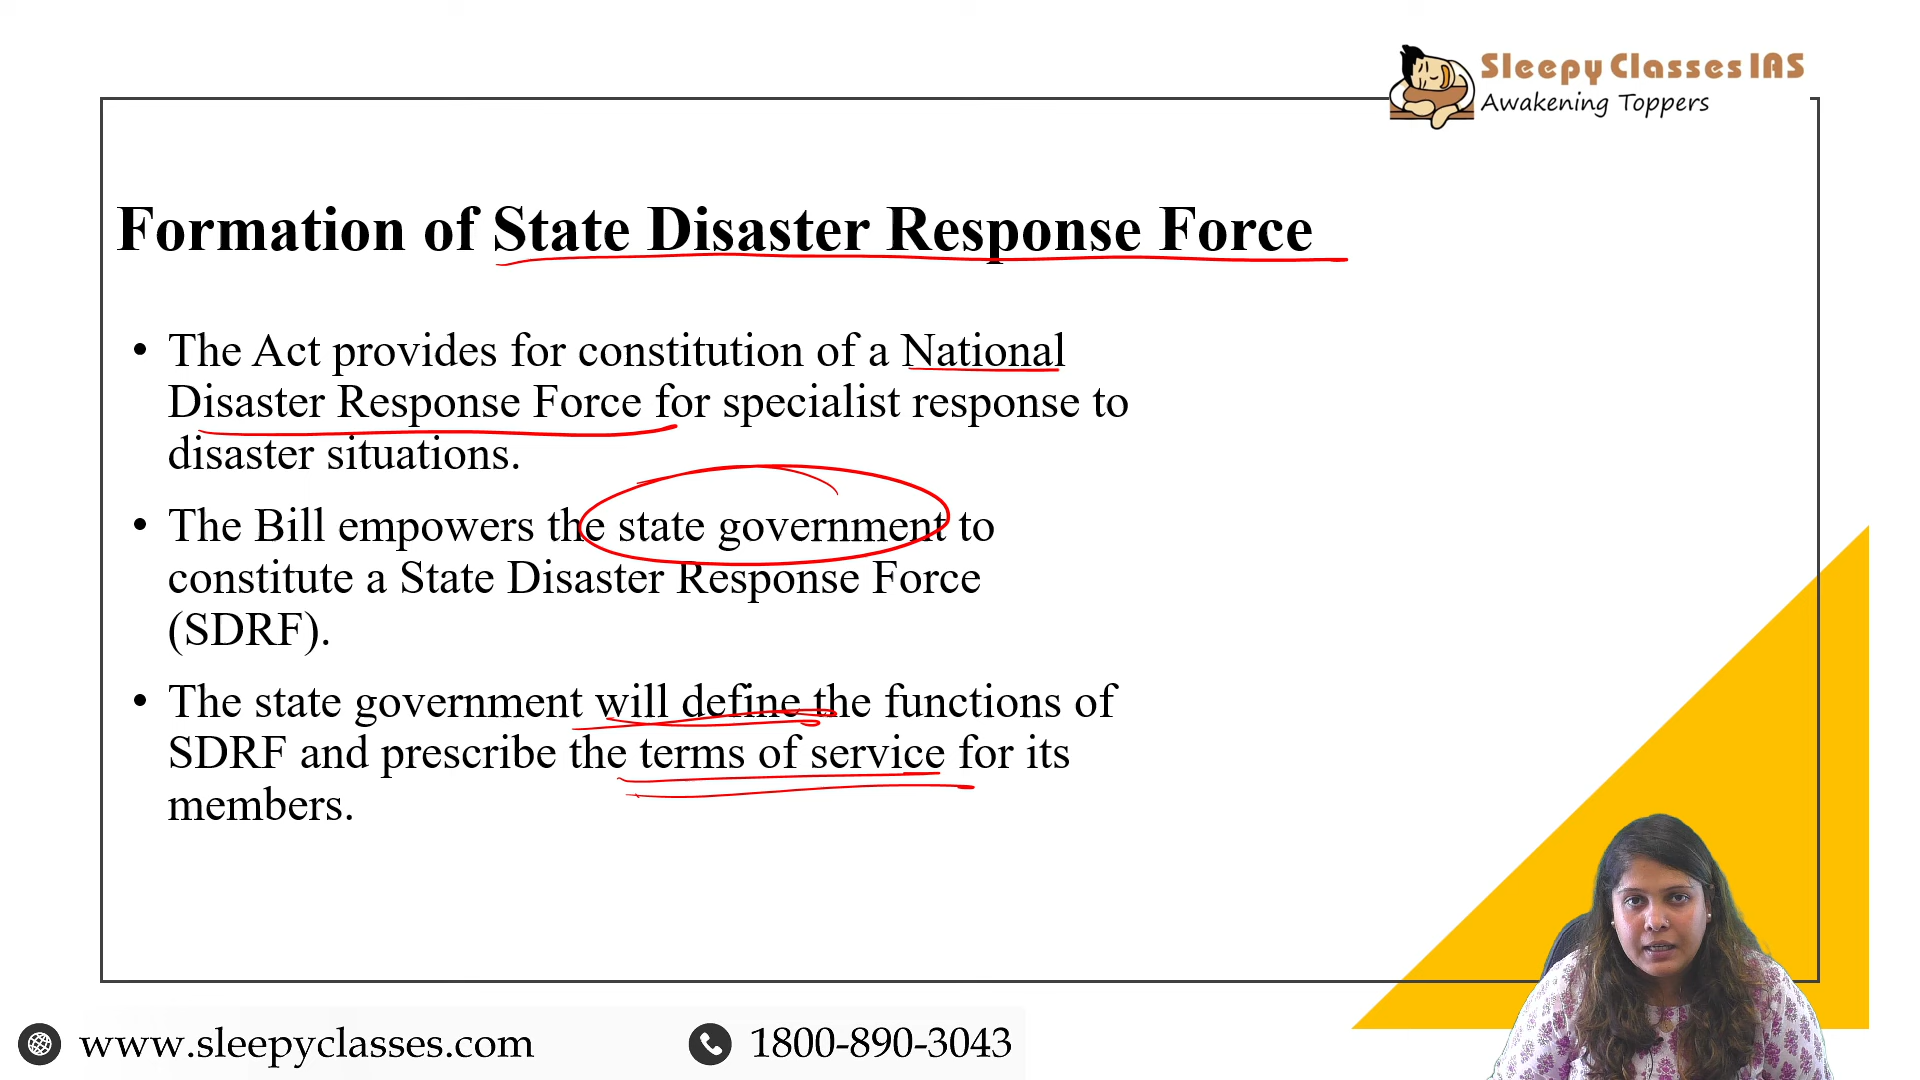 Sleepy Classes IAS
Awakening Toppers
Formation of State Disaster Response Force
• The Act provides for constitution of a National
Disaster Response Force for specialist response to
disaster situations.
• The Bill empowers the state government to
constitute a State Disaster Response Force
(SDRF).
• The state government will define the functions of
SDRF and prescribe the terms of service for its
members.
www.sleepyclasses.com
1800-890-3043